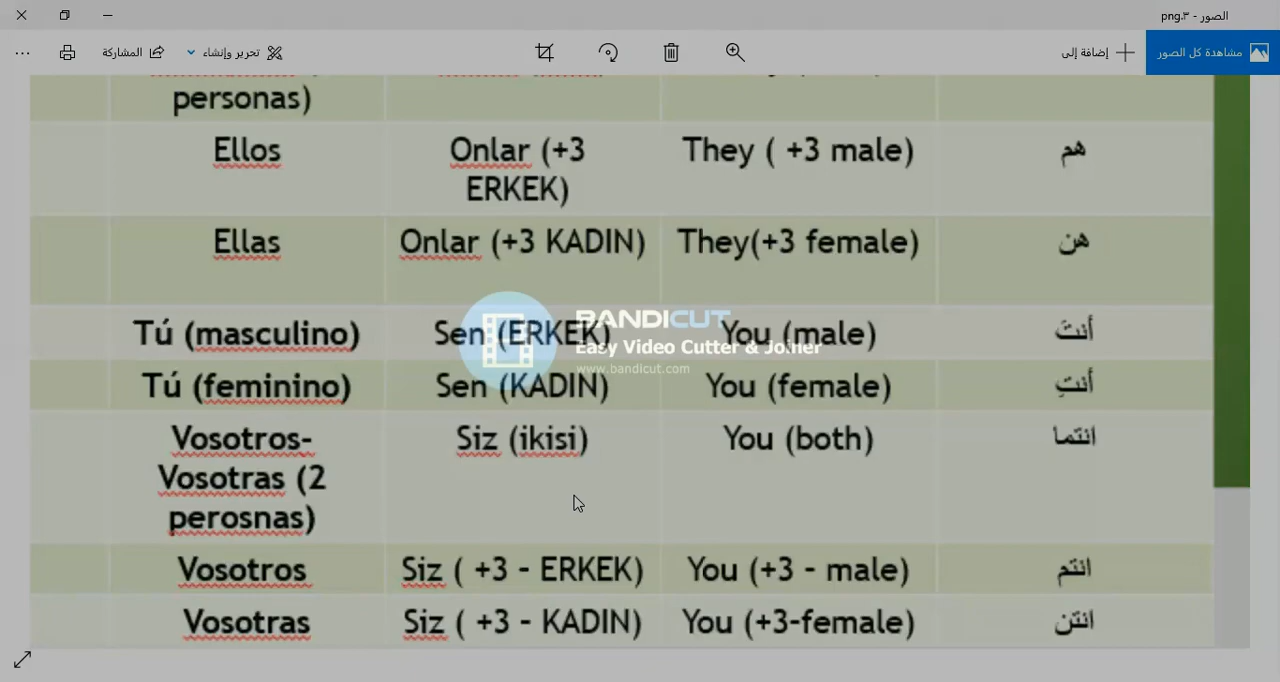 الصور - ٣.png
مشاهدة كل الصور
إضافة إلى
تحرير وإنشاء
المشاركة
personas)
Ellos
Onlar (+3
ERKEK)
They ( +3 male)
هم
Ellas
Onlar (+3 KADIN)
They(+3 female)
هن
Tú (masculino)
Sen (ERKEK)
You (male)
أنتَ
BANDICUT
Easy Video Cutter & Joiner
www.bandicut.com
Tú (feminino)
Sen (KADIN)
You (female)
أنتِ
Vosotros-
Vosotras (2
perosnas)
Siz (ikisi)
You (both)
انتما
Vosotros
Siz ( +3 - ERKEK)
You (+3 - male)
انتم
Vosotras
Siz ( +3 - KADIN)
You (+3-female)
انتن